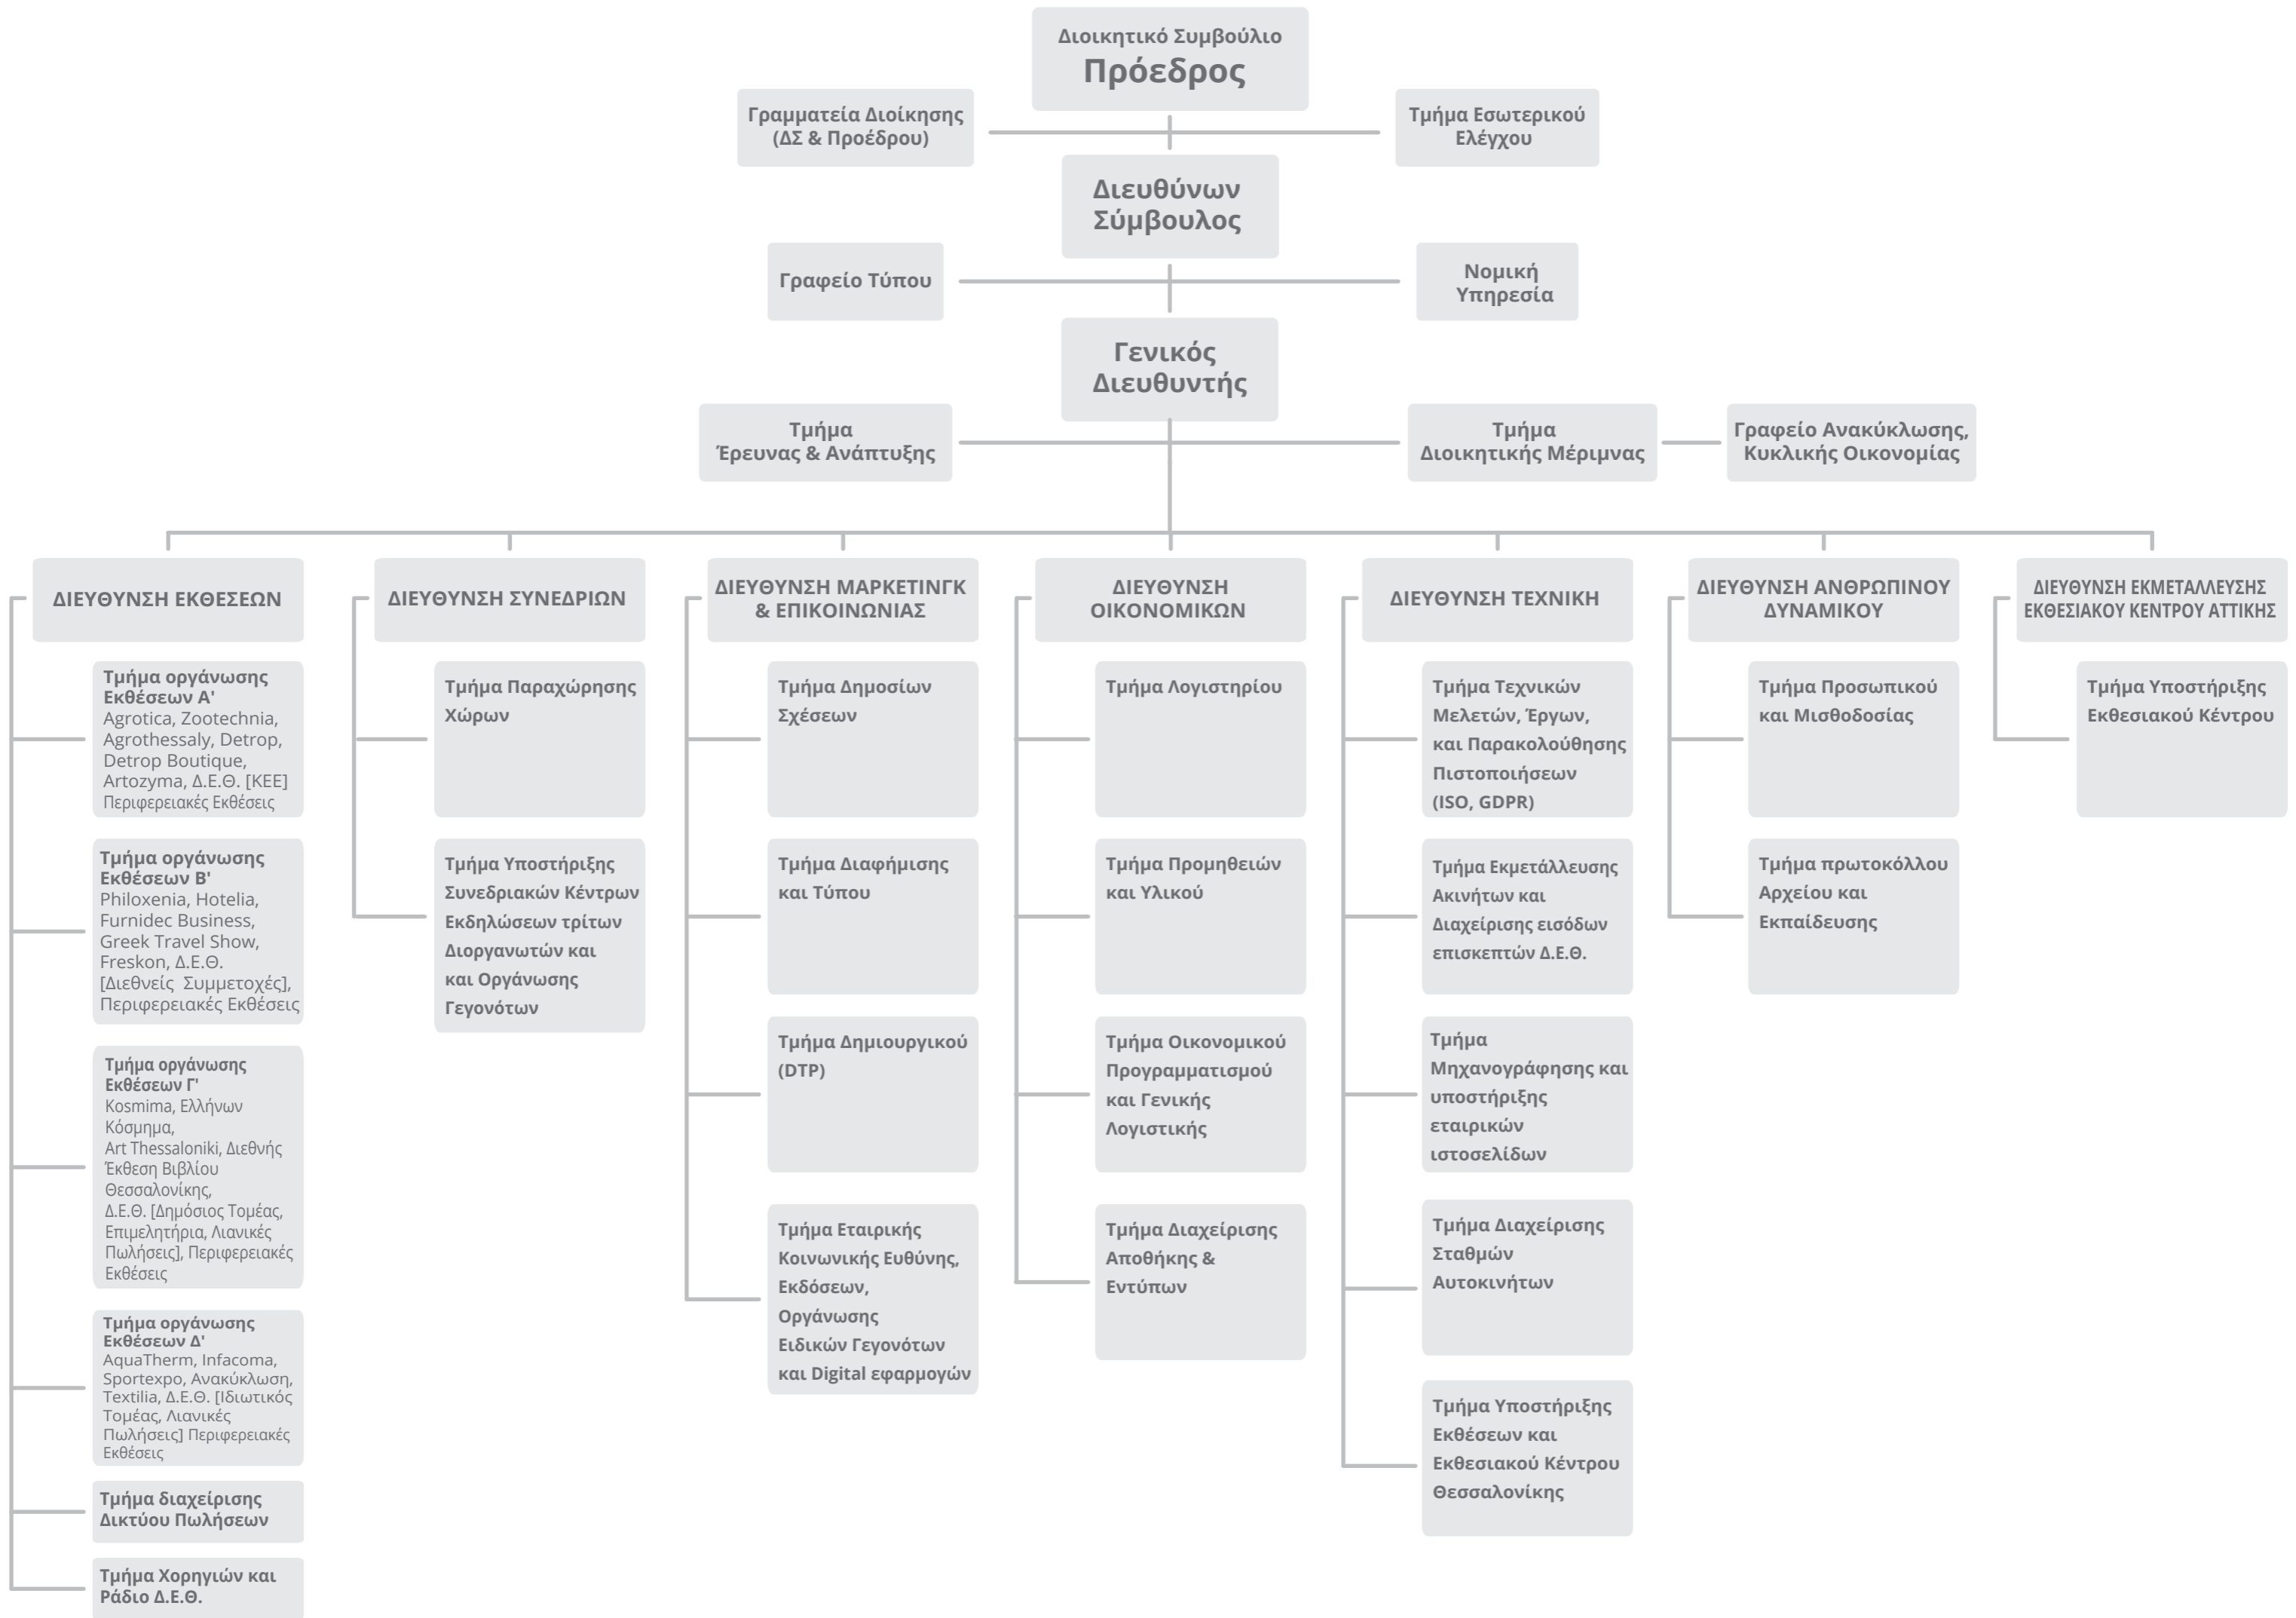 Διοικητικό Συμβούλιο
Πρόεδρος
Γραμματεία Διοίκησης
(ΔΣ & Προέδρου)
Τμήμα Εσωτερικού
Ελέγχου
Διευθύνων
Σύμβουλος
Γραφείο Τύπου
Νομική
Υπηρεσία
Γενικός
Διευθυντής
Τμήμα
Έρευνας & Ανάπτυξης
Τμήμα
Διοικητικής Μέριμνας
Γραφείο Ανακύκλωσης,
Κυκλικής Οικονομίας
ΔΙΕΥΘΥΝΣΗ ΕΚΘΕΣΕΩΝ
Τμήμα οργάνωσης
Εκθέσεων Α'
Agrotica, Zootechnia,
Agrothessaly, Detrop,
Detrop Boutique,
Artozyma, Δ.Ε.Θ. [ΚΕΕ]
Περιφερειακές Εκθέσεις
Τμήμα οργάνωσης
Εκθέσεων Β'
Philoxenia, Hotelia,
Furnidec Business,
Greek Travel Show,
Freskon, Δ.Ε.Θ.
[Διεθνείς Συμμετοχές],
Περιφερειακές Εκθέσεις
Τμήμα οργάνωσης
Εκθέσεων Γ'
Kosmima, Ελλήνων
Κόσμημα,
Art Thessaloniki, Διεθνής
Έκθεση Βιβλίου
Θεσσαλονίκης,
Δ.Ε.Θ. [Δημόσιος Τομέας,
Επιμελητήρια, Λιανικές
Πωλήσεις], Περιφερειακές
Εκθέσεις
Τμήμα οργάνωσης
Εκθέσεων Δ'
AquaTherm, Infacoma,
Sportexpo, Ανακύκλωση,
Textilia, Δ.Ε.Θ. [Ιδιωτικός
Τομέας, Λιανικές
Πωλήσεις] Περιφερειακές
Εκθέσεις
Τμήμα διαχείρισης
Δικτύου Πωλήσεων
Τμήμα Χορηγιών και
Ράδιο Δ.Ε.Θ.
ΔΙΕΥΘΥΝΣΗ ΣΥΝΕΔΡΙΩΝ
Τμήμα Παραχώρησης
Χώρων
Τμήμα Υποστήριξης
Συνεδριακών Κέντρων
Εκδηλώσεων τρίτων
Διοργανωτών και
και Οργάνωσης
Γεγονότων
ΔΙΕΥΘΥΝΣΗ ΜΑΡΚΕΤΙΝΓΚ
& ΕΠΙΚΟΙΝΩΝΙΑΣ
Τμήμα Δημοσίων
Σχέσεων
Τμήμα Διαφήμισης
και Τύπου
Τμήμα Δημιουργικού
(DTP)
Τμήμα Εταιρικής
Κοινωνικής Ευθύνης,
Εκδόσεων,
Οργάνωσης
Ειδικών Γεγονότων
και Digital εφαρμογών
ΔΙΕΥΘΥΝΣΗ
ΟΙΚΟΝΟΜΙΚΩΝ
Τμήμα Λογιστηρίου
Τμήμα Προμηθειών
και Υλικού
Τμήμα Οικονομικού
Προγραμματισμού
και Γενικής
Λογιστικής
Τμήμα Διαχείρισης
Αποθήκης &
Εντύπων
ΔΙΕΥΘΥΝΣΗ ΤΕΧΝΙΚΗ
Τμήμα Τεχνικών
Μελετών, Έργων,
και Παρακολούθησης
Πιστοποιήσεων
(ISO, GDPR)
Τμήμα Εκμετάλλευσης
Ακινήτων και
Διαχείρισης εισόδων
επισκεπτών Δ.Ε.Θ.
Τμήμα
Μηχανογράφησης και
υποστήριξης
εταιρικών
ιστοσελίδων
Τμήμα Διαχείρισης
Σταθμών
Αυτοκινήτων
Τμήμα Υποστήριξης
Εκθέσεων και
Εκθεσιακού Κέντρου
Θεσσαλονίκης
ΔΙΕΥΘΥΝΣΗ ΑΝΘΡΩΠΙΝΟΥ
ΔΥΝΑΜΙΚΟΥ
Τμήμα Προσωπικού
και Μισθοδοσίας
Τμήμα πρωτοκόλλου
Αρχείου και
Εκπαίδευσης
ΔΙΕΥΘΥΝΣΗ ΕΚΜΕΤΑΛΛΕΥΣΗΣ
ΕΚΘΕΣΙΑΚΟΥ ΚΕΝΤΡΟΥ ΑΤΤΙΚΗΣ
Τμήμα Υποστήριξης
Εκθεσιακού Κέντρου